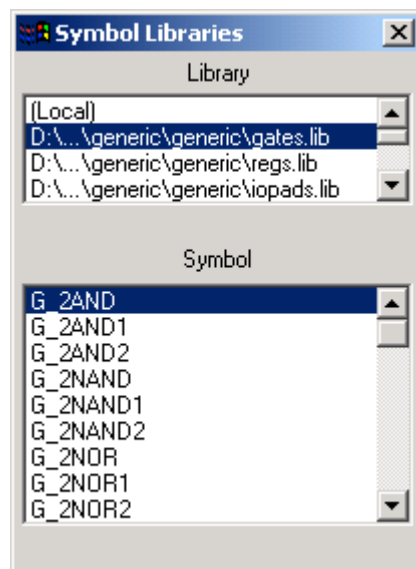 Symbol Libraries
Library
(Local)
D:\...\generic\generic\gates.lib
D:\...\generic\generic\regs.lib
D:\...\generic\generic\iopads.lib
Symbol
G_2AND
G_2AND1
G_2AND2
G_2NAND
G_2NAND1
G_2NAND2
G_2NOR
G_2NOR1
G_2NOR2